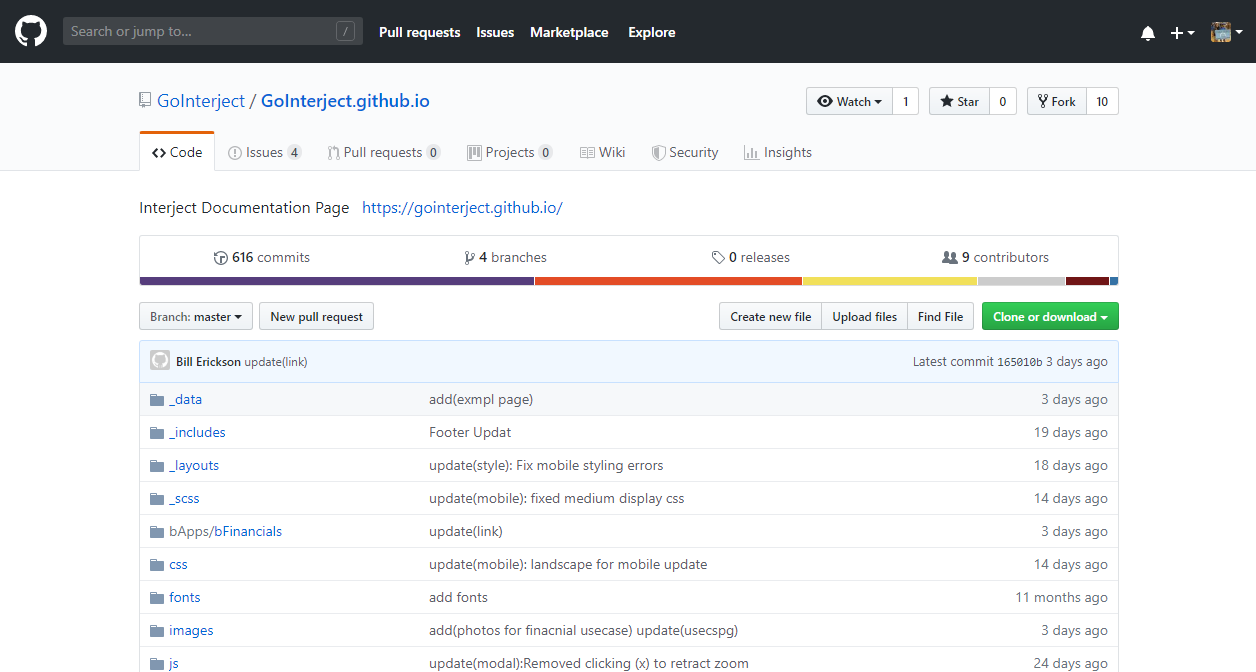 Search or jump to... / Pull requests Issues Marketplace Explore
GoInterject / GoInterject.github.io Watch 1 Star 0 Fork 10
Code Issues 4 Pull requests 0 Projects 0 Wiki Security Insights
Interject Documentation Page https://gointerject.github.io/
616 commits 4 branches 0 releases 9 contributors
Branch: master New pull request Create new file Upload files Find File Clone or download
Bill Erickson update(link) Latest commit 165010b 3 days ago
_data add(exmpl page) 3 days ago
_includes Footer Updat 19 days ago
_layouts update(style): Fix mobile styling errors 18 days ago
_scss update(mobile): fixed medium display css 14 days ago
bApps/bFinancials update(link) 3 days ago
css update(mobile): landscape for mobile update 14 days ago
fonts add fonts 11 months ago
images add(photos for finacnial usecase) update(usecspg) 3 days ago
js update(modal):Removed clicking (x) to retract zoom 24 days ago